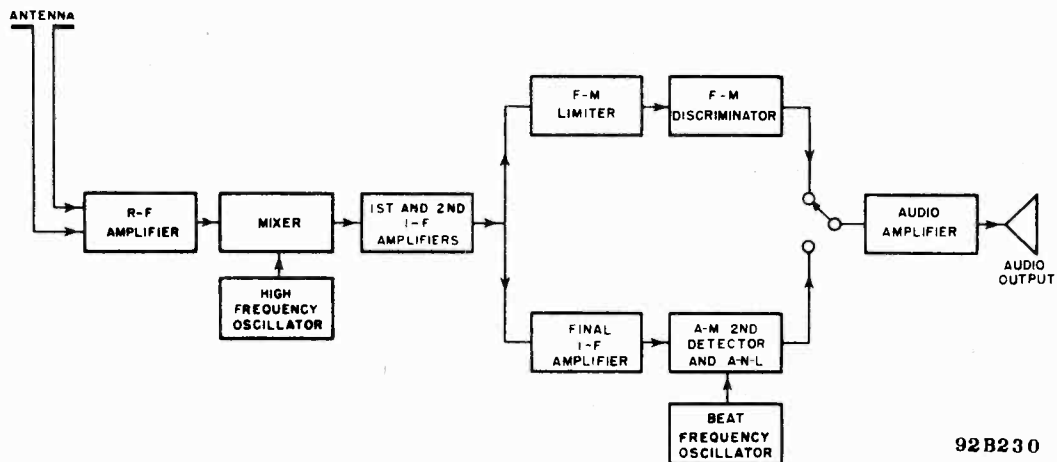 ANTENNA
R-F
AMPLIFIER
MIXER
HIGH
FREQUENCY
OSCILLATOR
1ST AND 2ND
I-F
AMPLIFIERS
F-M
LIMITER
F-M
DISCRIMINATOR
FINAL
I-F
AMPLIFIER
A-M 2ND
DETECTOR
AND A-N-L
BEAT
FREQUENCY
OSCILLATOR
AUDIO
AMPLIFIER
AUDIO
OUTPUT
92B230